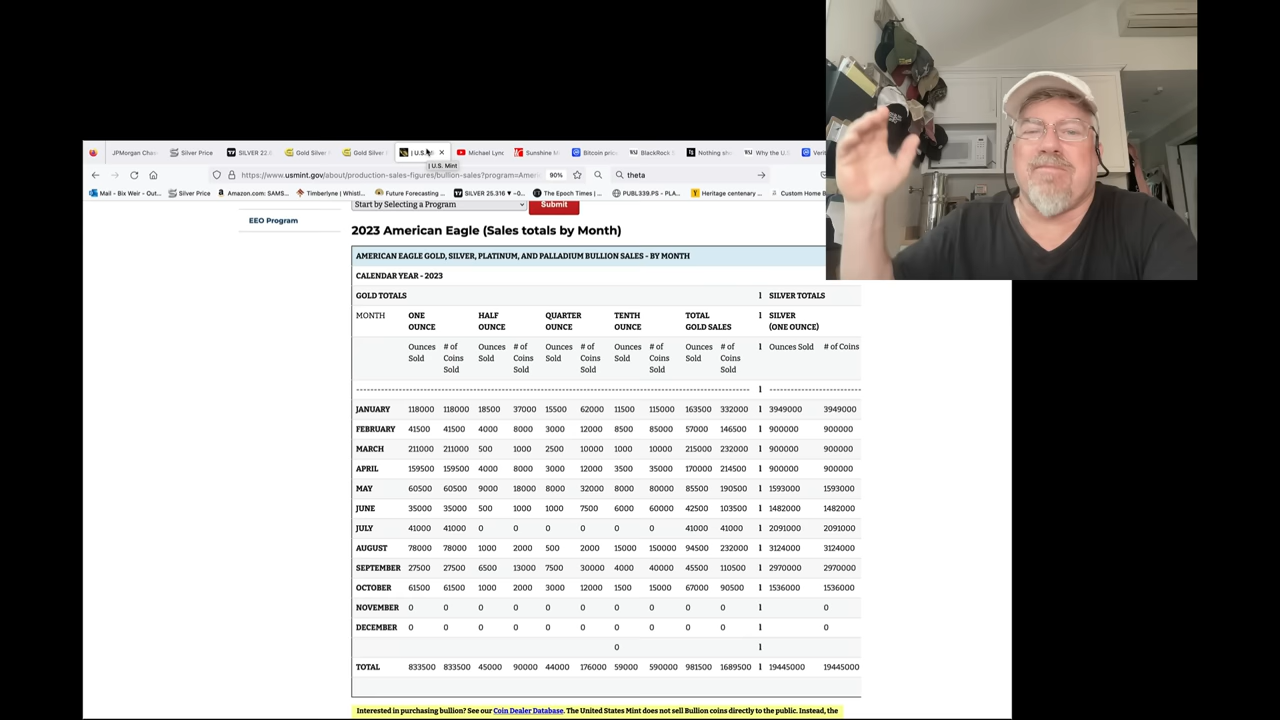 JPMorgan Cha Silver Price SILVER 22. Gold Silver Gold Silver | U.S. Michael Lync Sunshine M Bitcoin pric BlackRock Nothing sh Why the U.S Veri
| U.S. Mint
https://www.usmint.gov/about/production-sales-figures/bullion-sales?program=Amer 90% theta
Mail - Bix Weir - Out... Amazon.com: SAMS... Timberlyne | Whistl... Future Forecasting ... SILVER 25.316 ▼ −0... The Epoch Times | ... PUBL339.PS - PLA... Heritage centenary ... Custom Home B
Start by Selecting a Program Submit
EEO Program
2023 American Eagle (Sales totals by Month)
AMERICAN EAGLE GOLD, SILVER, PLATINUM, AND PALLADIUM BULLION SALES - BY MONTH
CALENDAR YEAR - 2023
GOLD TOTALS l SILVER TOTALS
MONTH ONE HALF QUARTER TENTH TOTAL l SILVER
OUNCE OUNCE OUNCE OUNCE GOLD SALES (ONE OUNCE)
Ounces # of Ounces # of Ounces # of Ounces # of Ounces # of l Ounces Sold # of Coins
Sold Coins Sold Coins Sold Coins Sold Coins Sold Coins
Sold Sold Sold Sold Sold
l
JANUARY 118000 118000 18500 37000 15500 62000 11500 115000 163500 332000 l 3949000 3949000
FEBRUARY 41500 41500 4000 8000 3000 12000 8500 85000 57000 146500 l 900000 900000
MARCH 211000 211000 500 1000 2500 10000 1000 10000 215000 232000 l 900000 900000
APRIL 159500 159500 4000 8000 3000 12000 3500 35000 170000 214500 l 900000 900000
MAY 60500 60500 9000 18000 8000 32000 8000 80000 85500 190500 l 1593000 1593000
JUNE 35000 35000 500 1000 1000 7500 6000 60000 42500 103500 l 1482000 1482000
JULY 41000 41000 0 0 0 0 0 0 41000 41000 l 2091000 2091000
AUGUST 78000 78000 1000 2000 500 2000 15000 150000 94500 232000 l 3124000 3124000
SEPTEMBER 27500 27500 6500 13000 7500 30000 4000 40000 45500 110500 l 2970000 2970000
OCTOBER 61500 61500 1000 2000 3000 12000 1500 15000 67000 90500 l 1536000 1536000
NOVEMBER 0 0 0 0 0 0 0 0 0 0 l 0
DECEMBER 0 0 0 0 0 0 0 0 0 0 l 0
0 l
TOTAL 833500 833500 45000 90000 44000 176000 59000 590000 981500 1689500 l 19445000 19445000
Interested in purchasing bullion? See our Coin Dealer Database. The United States Mint does not sell Bullion coins directly to the public. Instead, the